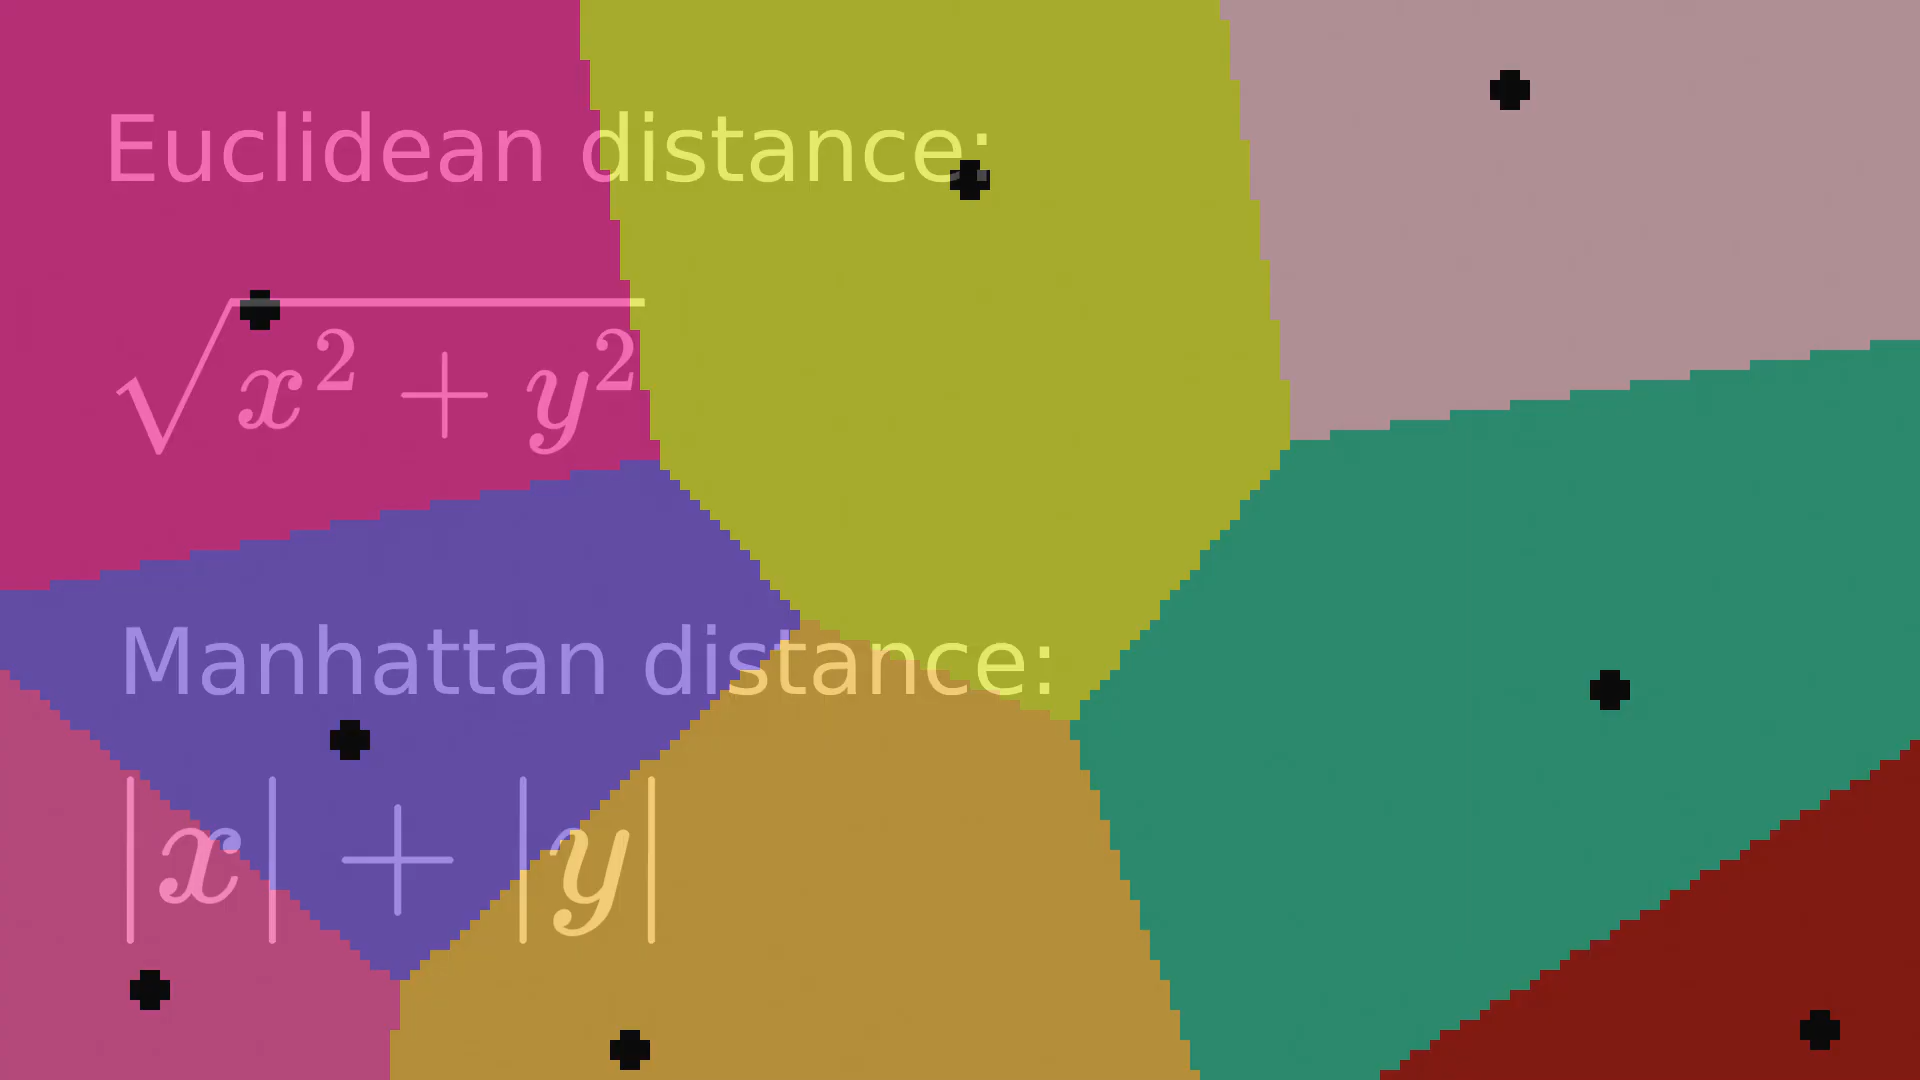 Euclidean distance:
√(x² + y²)
Manhattan distance:
|x| + |y|